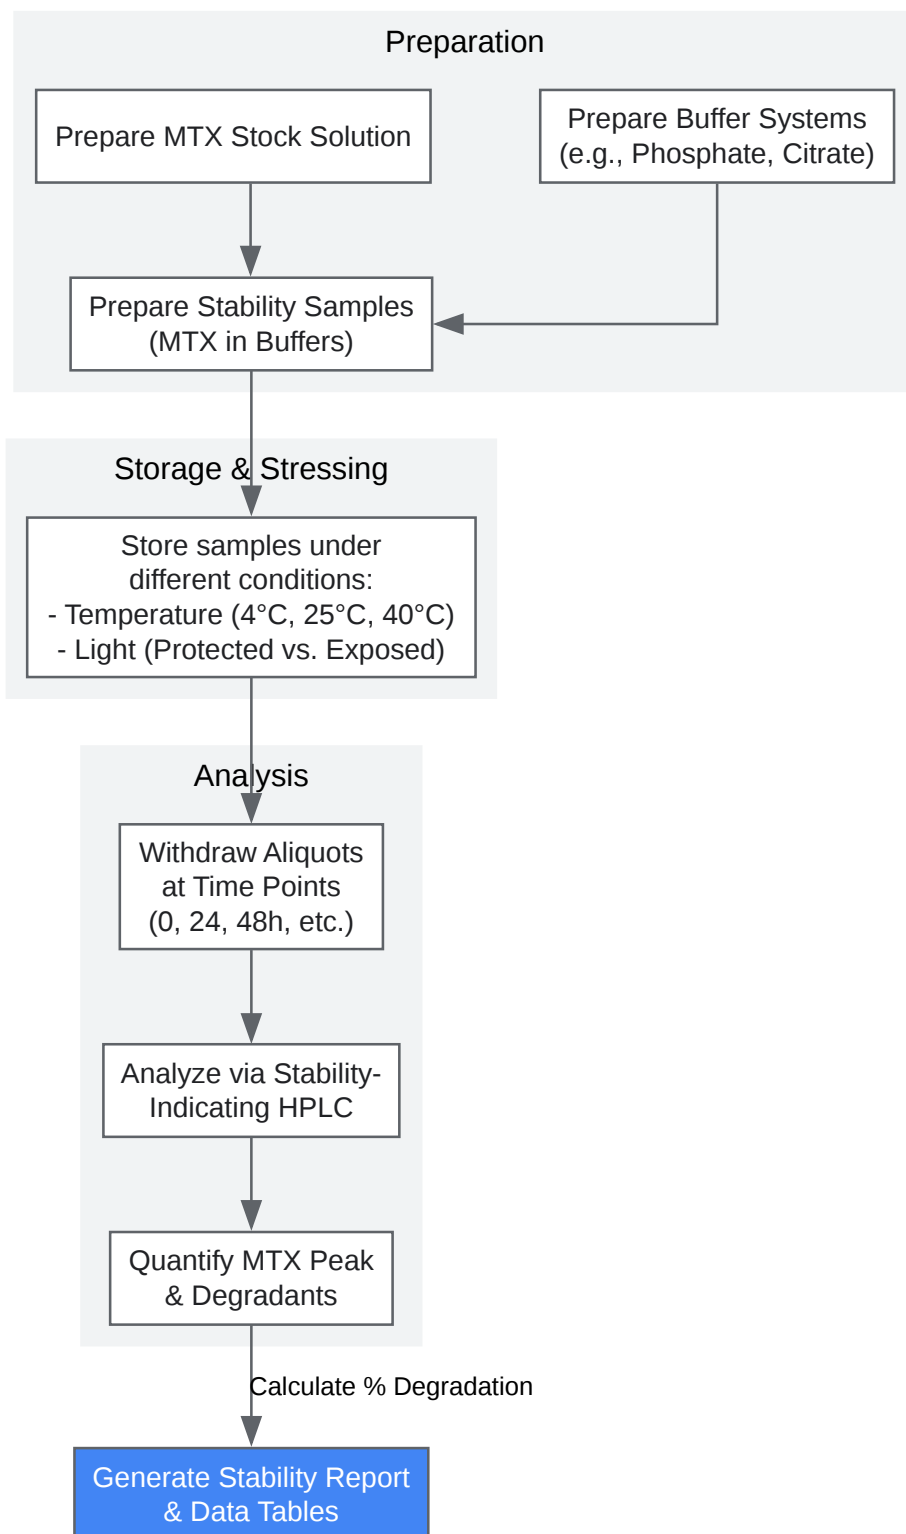 Preparation
Prepare MTX Stock Solution
Prepare Buffer Systems
(e.g., Phosphate, Citrate)
Prepare Stability Samples
(MTX in Buffers)
Storage & Stressing
Store samples under
different conditions:
- Temperature (4°C, 25°C, 40°C)
- Light (Protected vs. Exposed)
Analysis
Withdraw Aliquots
at Time Points
(0, 24, 48h, etc.)
Analyze via Stability-
Indicating HPLC
Quantify MTX Peak
& Degradants
Calculate % Degradation
Generate Stability Report
& Data Tables